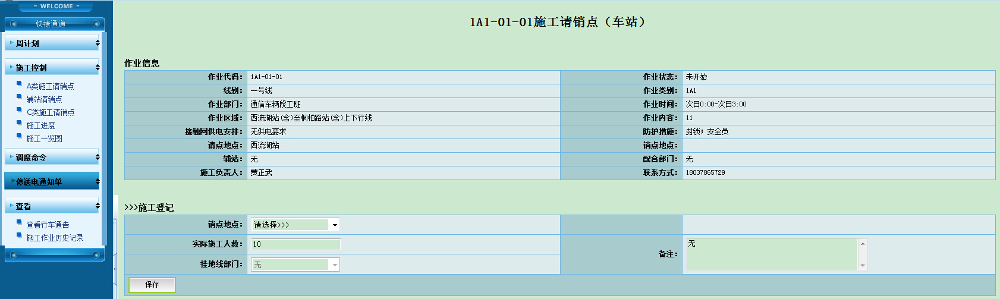 = WELCOME =
快捷通道
周计划
施工控制
A类施工请销点
辅站请销点
C类施工请销点
施工进度
施工一览图
调度命令
停送电通知单
查看
查看行车通告
施工作业历史记录
1A1-01-01施工请销点（车站）
作业信息
作业代码： 1A1-01-01 作业状态： 未开始
线别： 一号线 作业类别： 1A1
作业部门： 通信车辆段工班 作业时间： 次日0:00-次日3:00
作业区域： 西流湖站(含)至桐柏路站(含)上下行线 作业内容： 11
接触网供电安排： 无供电要求 防护措施： 封锁；安全员
请点地点： 西流湖站 销点地点：
辅站： 无 配合部门： 无
施工负责人： 贾正武 联系方式： 18037865729
>>>施工登记
销点地点： 请选择>>>
实际施工人数： 10
备注： 无
挂地线部门： 无
保存